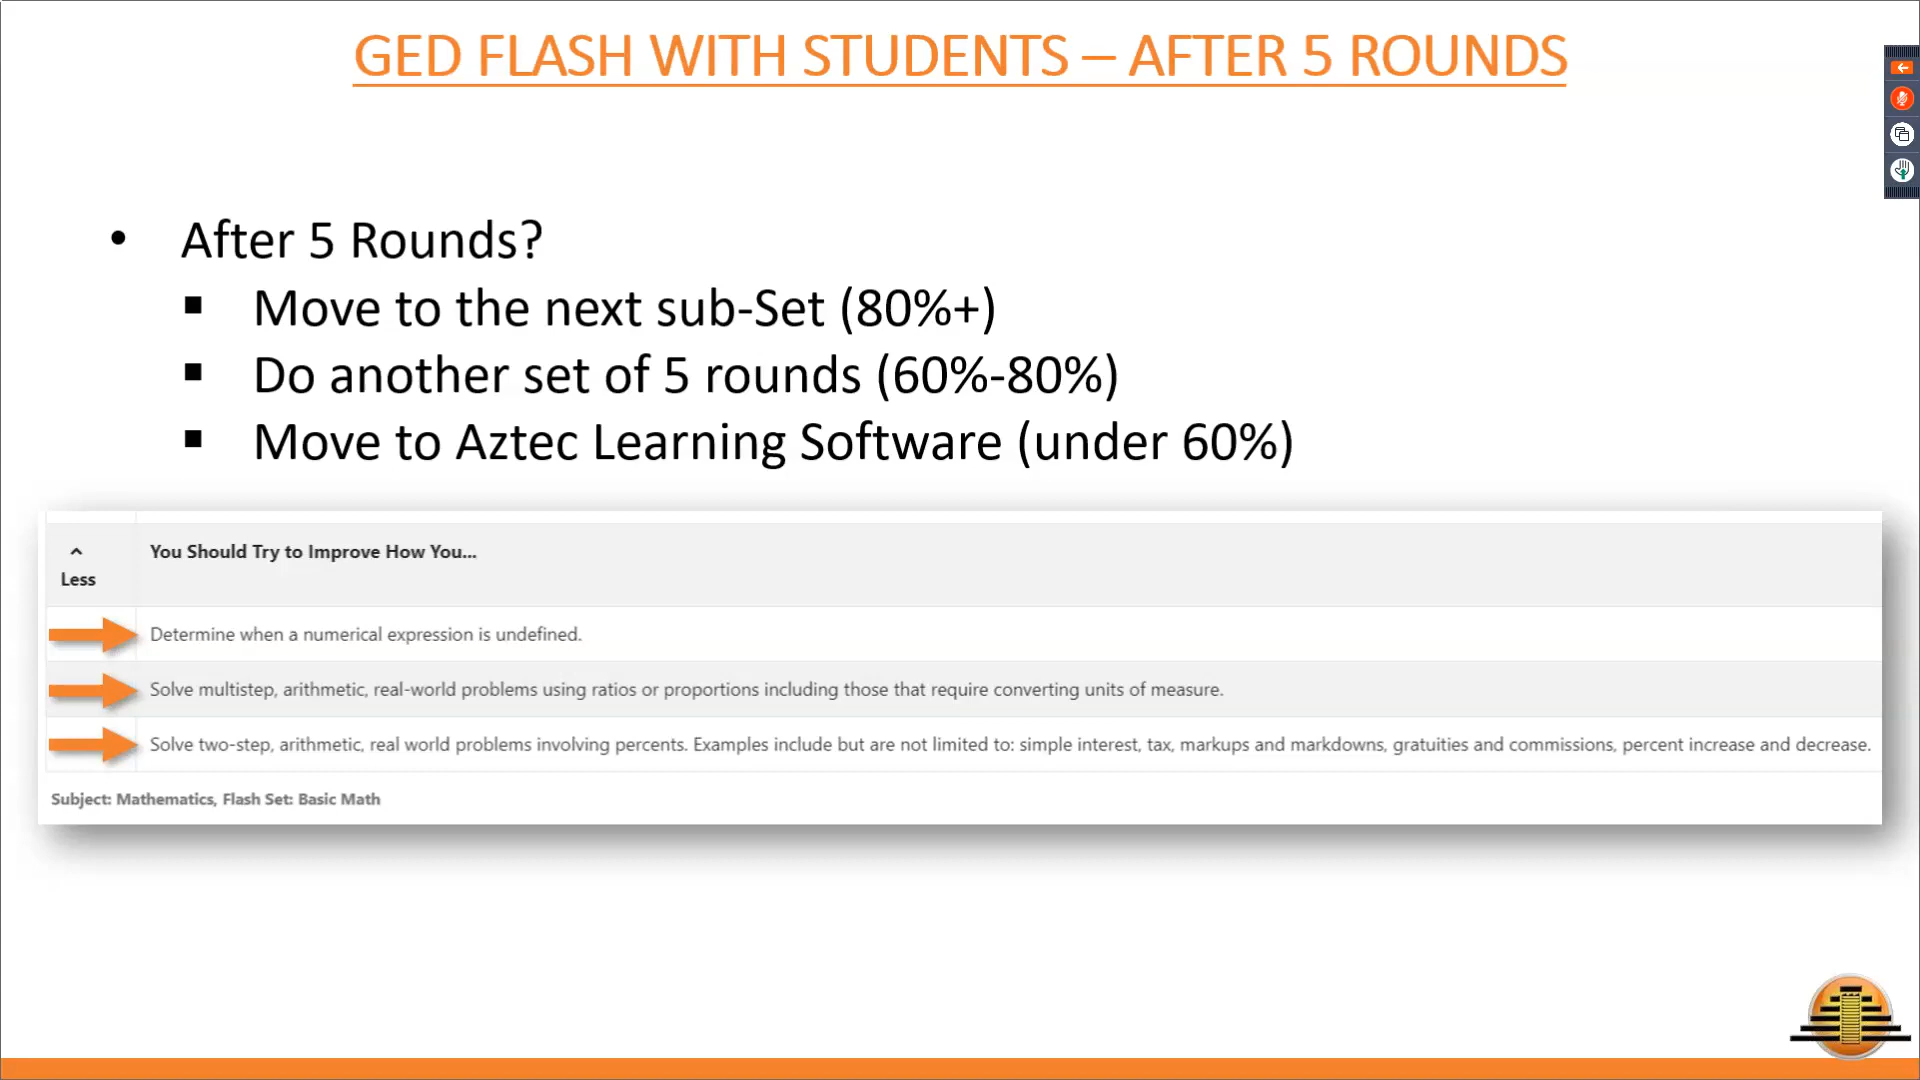 GED FLASH WITH STUDENTS – AFTER 5 ROUNDS
• After 5 Rounds?
▪ Move to the next sub-Set (80%+)
▪ Do another set of 5 rounds (60%-80%)
▪ Move to Aztec Learning Software (under 60%)
You Should Try to Improve How You...
Less
Determine when a numerical expression is undefined.
Solve multistep, arithmetic, real-world problems using ratios or proportions including those that require converting units of measure.
Solve two-step, arithmetic, real world problems involving percents. Examples include but are not limited to: simple interest, tax, markups and markdowns, gratuities and commissions, percent increase and decrease.
Subject: Mathematics, Flash Set: Basic Math